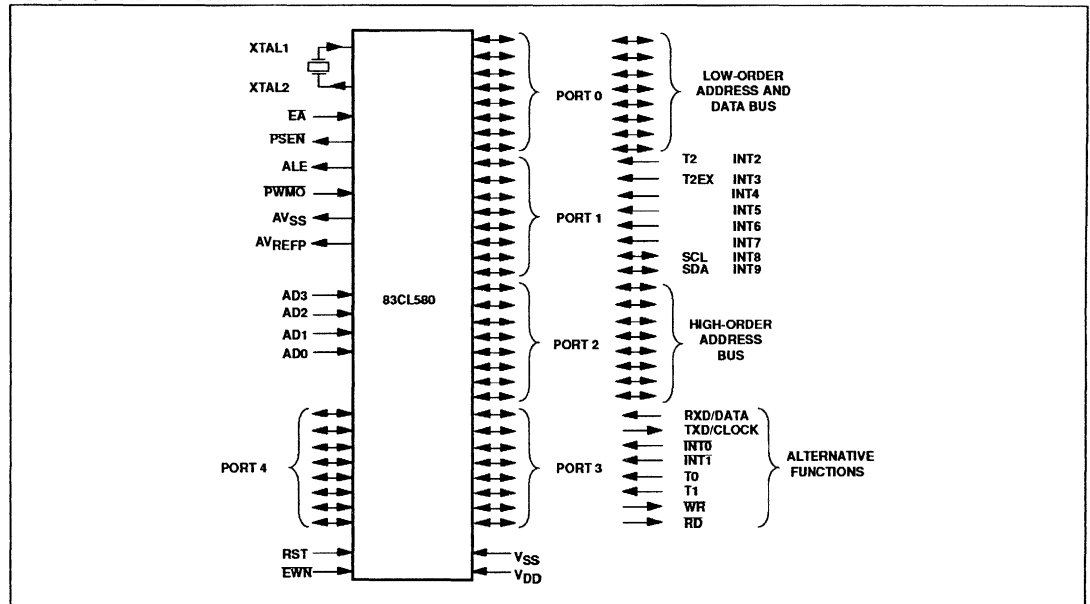 XTAL1
XTAL2
EA
PSEN
ALE
PWMO
AVSS
AVREFP
AD3
AD2
AD1
AD0
PORT 4
RST
EWN
83CL580
PORT 0
PORT 1
PORT 2
PORT 3
VSS
VDD
LOW-ORDER
ADDRESS AND
DATA BUS
T2 INT2
T2EX INT3
INT4
INT5
INT6
INT7
SCL INT8
SDA INT9
HIGH-ORDER
ADDRESS
BUS
RXD/DATA
TXD/CLOCK
INT0
INT1
T0
T1
WR
RD
ALTERNATIVE
FUNCTIONS